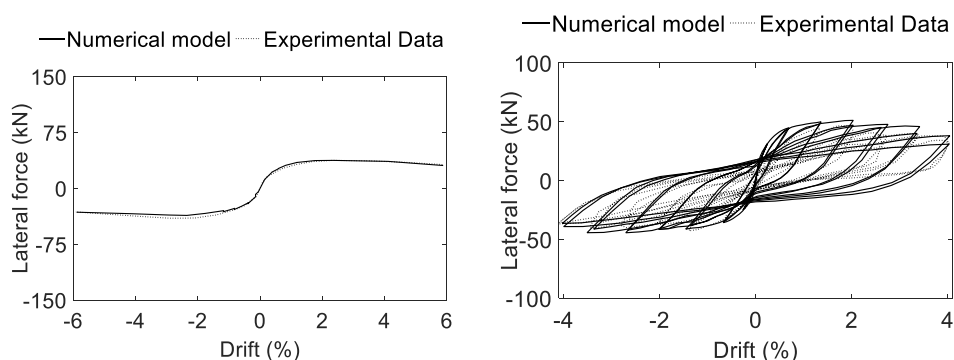 Numerical model Experimental Data
150
75
0
-75
-150
Lateral force (kN)
-6 -4 -2 0 2 4 6
Drift (%)
Numerical model Experimental Data
100
50
0
-50
-100
Lateral force (kN)
-4 -2 0 2 4
Drift (%)